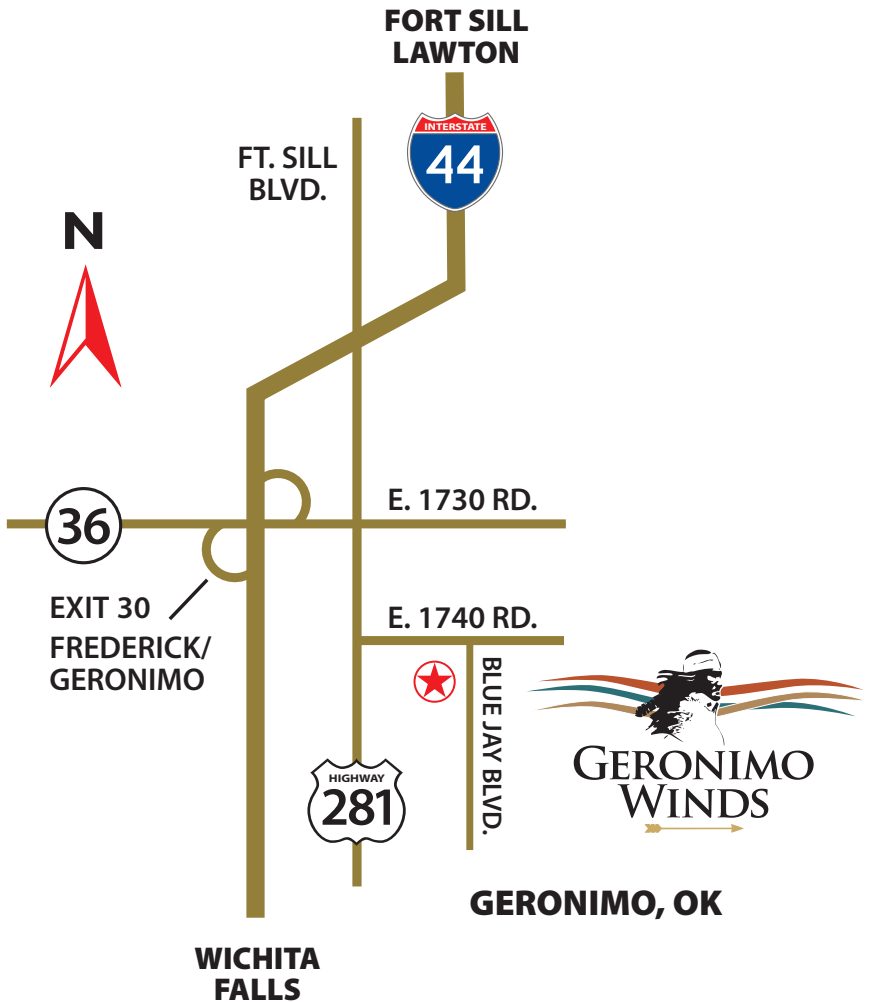 FORT SILL
LAWTON
INTERSTATE
44
FT. SILL
BLVD.
N
E. 1730 RD.
36
EXIT 30
FREDERICK/
GERONIMO
E. 1740 RD.
BLUE JAY BLVD.
GERONIMO
WINDS
HIGHWAY
281
GERONIMO, OK
WICHITA
FALLS